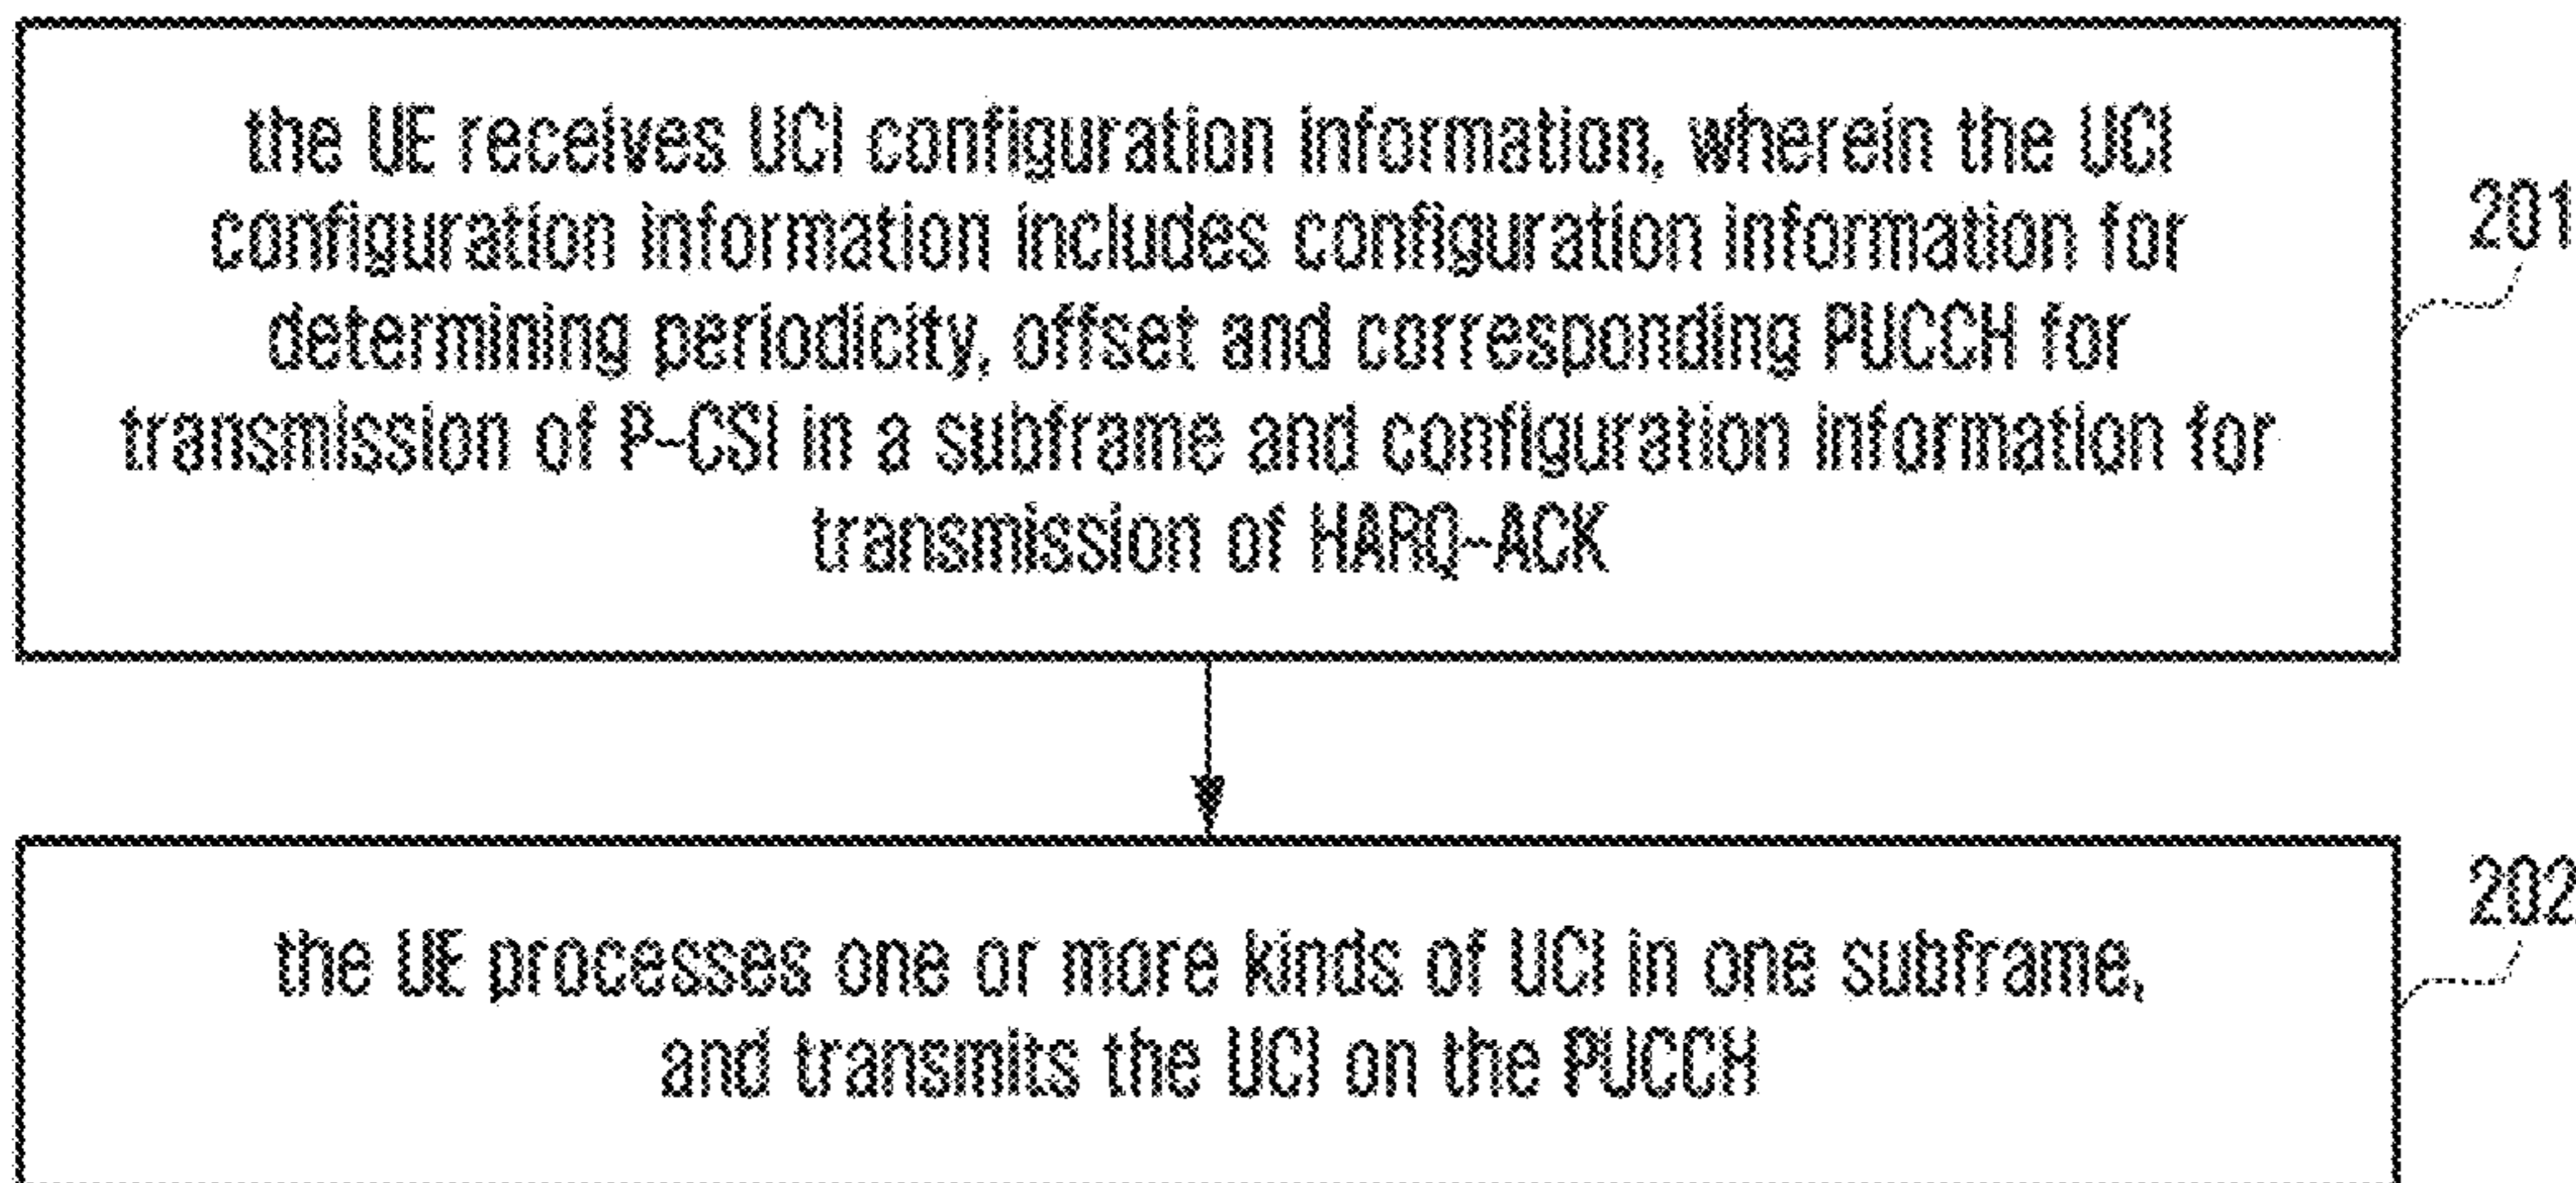 the UE receives UCI configuration information, wherein the UCI
configuration information includes configuration information for
determining periodicity, offset and corresponding PUCCH for
transmission of P-CSI in a subframe and configuration information for
transmission of HARQ-ACK
201
the UE processes one or more kinds of UCI in one subframe,
and transmits the UCI on the PUCCH
202